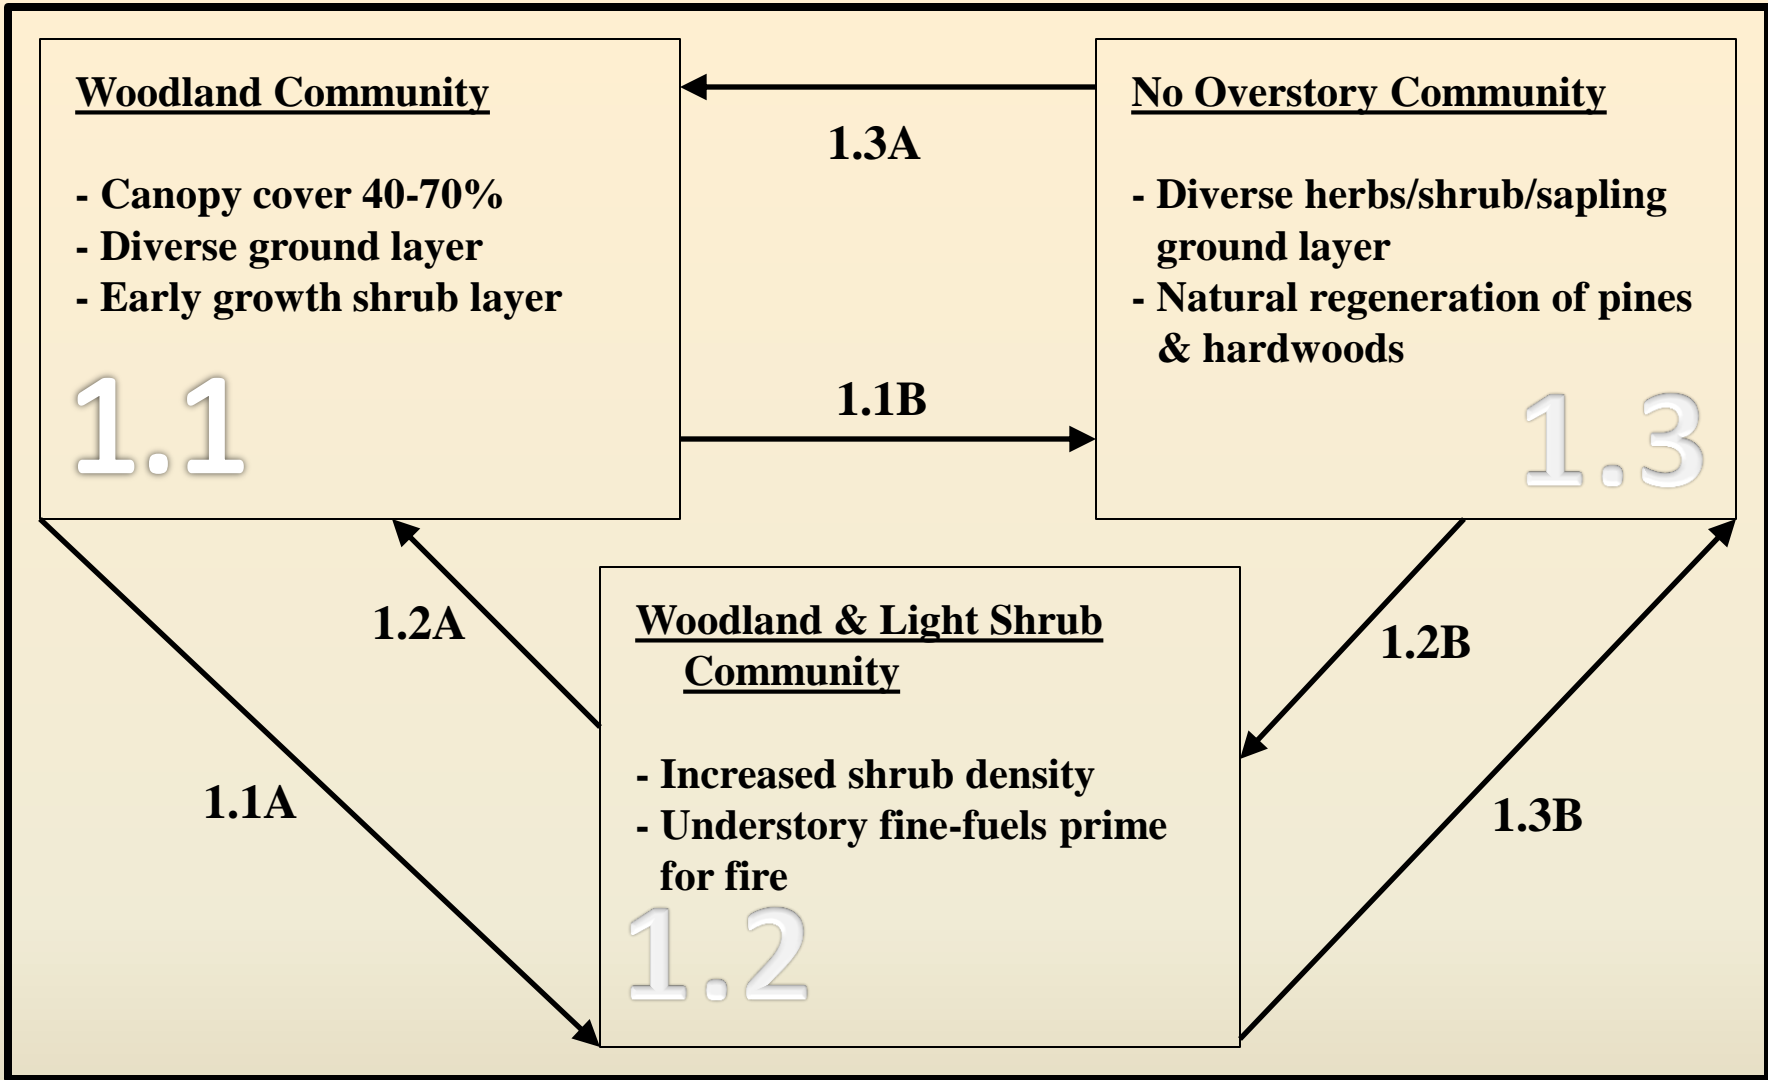 Woodland Community
- Canopy cover 40-70%
- Diverse ground layer
- Early growth shrub layer
1.1
1.3A
1.1B
No Overstory Community
- Diverse herbs/shrub/sapling
ground layer
- Natural regeneration of pines
& hardwoods
1.3
1.2A
1.1A
Woodland & Light Shrub
Community
- Increased shrub density
- Understory fine-fuels prime
for fire
1.2
1.2B
1.3B